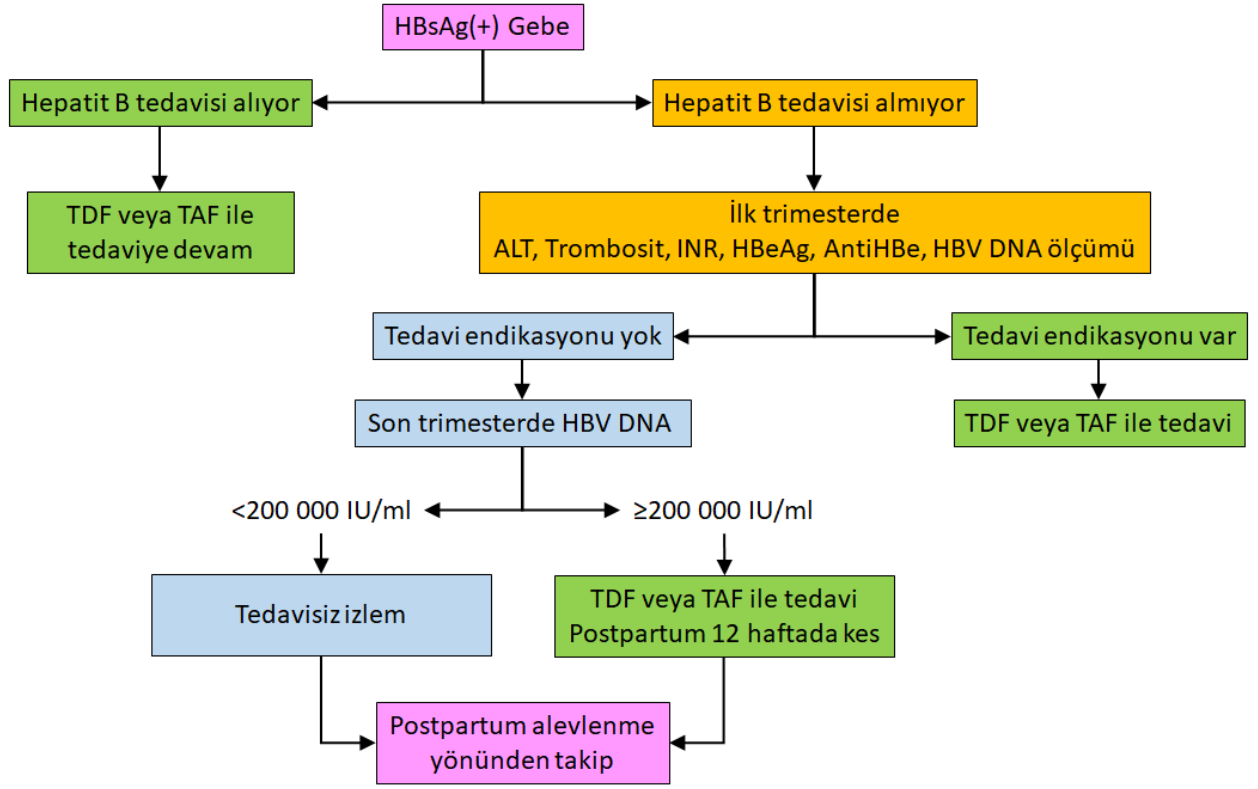 HBsAg(+) Gebe
Hepatit B tedavisi alıyor
Hepatit B tedavisi almıyor
TDF veya TAF ile
tedaviye devam
İlk trimesterde
ALT, Trombosit, INR, HBeAg, AntiHBe, HBV DNA ölçümü
Tedavi endikasyonu yok
Tedavi endikasyonu var
Son trimesterde HBV DNA
TDF veya TAF ile tedavi
<200 000 IU/ml
≥200 000 IU/ml
Tedavisiz izlem
TDF veya TAF ile tedavi
Postpartum 12 haftada kes
Postpartum alevlenme
yönünden takip